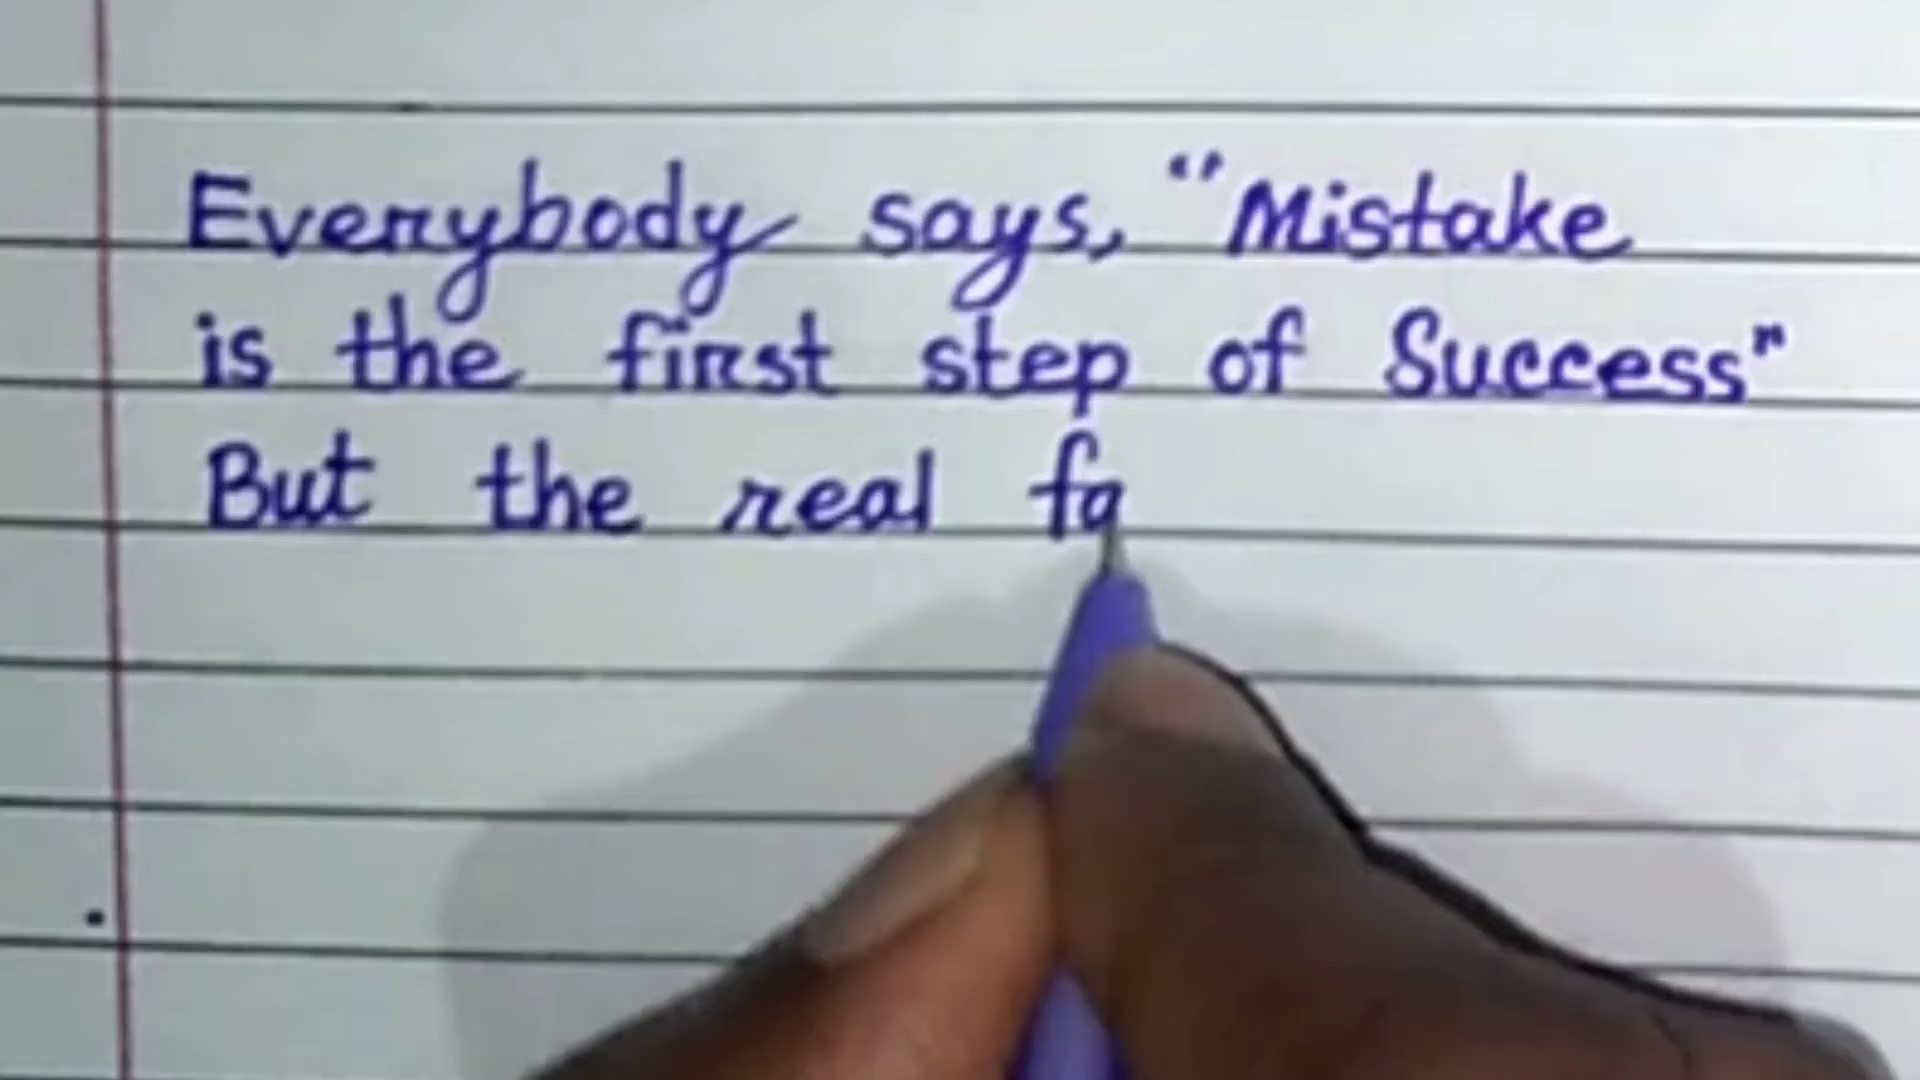 Everybody says, "Mistake
is the first step of Success"
But the real fa